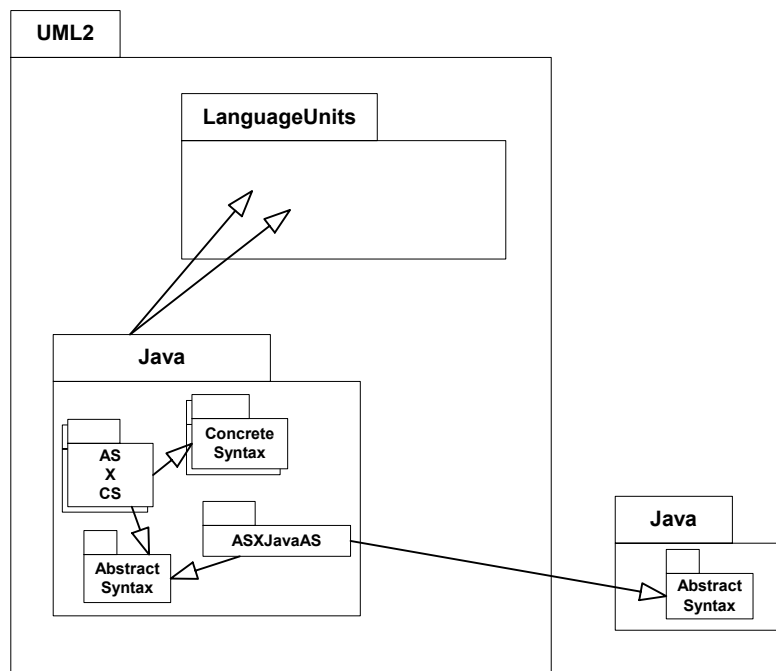 UML2
LanguageUnits
Java
Concrete
Syntax
AS
X
CS
ASXJavaAS
Abstract
Syntax
Java
Abstract
Syntax